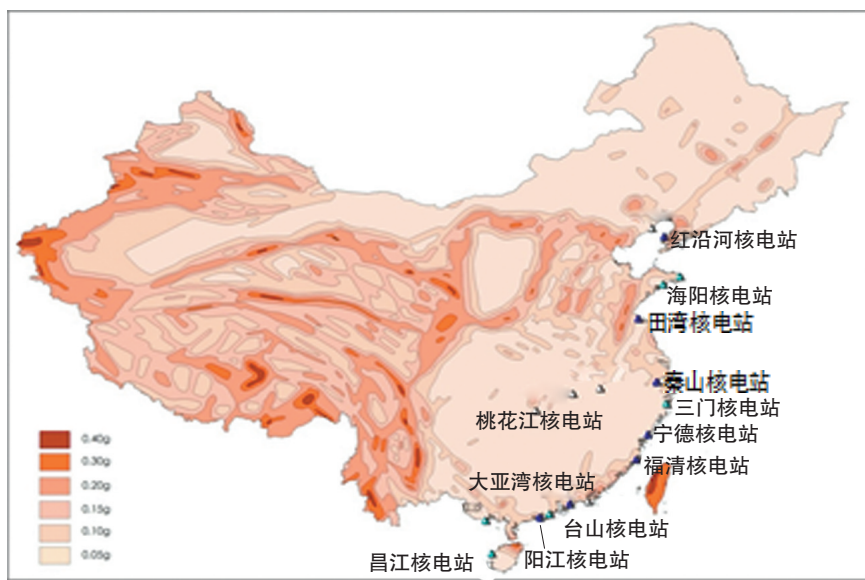 红沿河核电站
海阳核电站
田湾核电站
秦山核电站
三门核电站
桃花江核电站
宁德核电站
福清核电站
大亚湾核电站
台山核电站
昌江核电站
阳江核电站
0.40g
0.30g
0.20g
0.15g
0.10g
0.05g